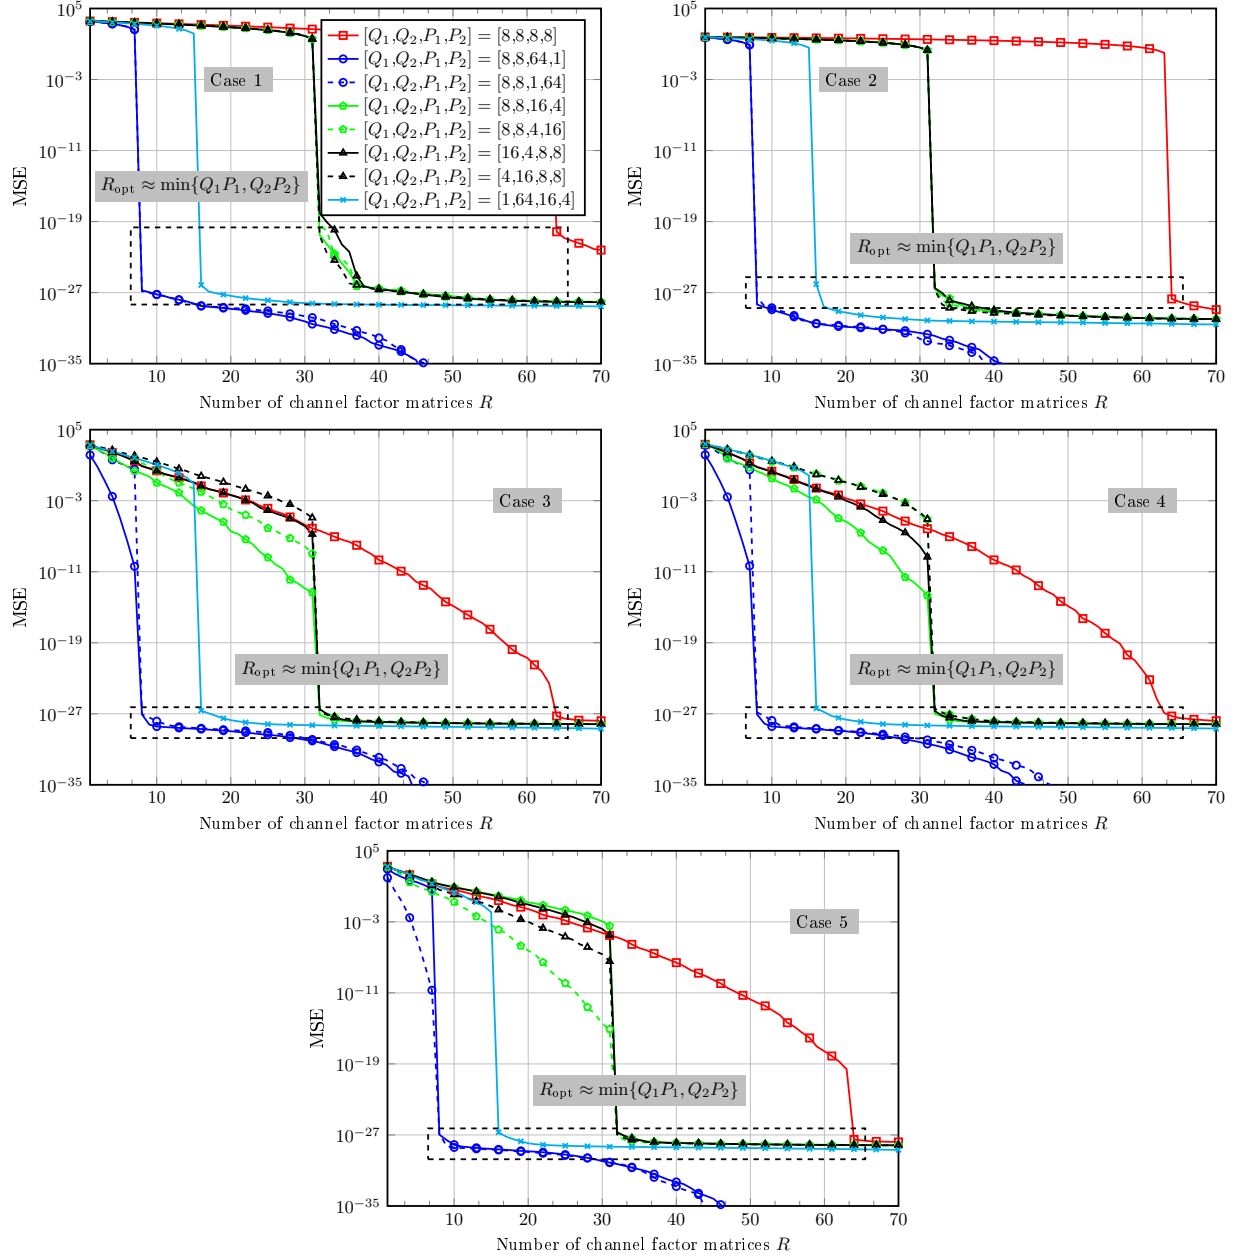 10^5
10^−3
10^−11
10^−19
10^−27
10^−35
MSE
Case 1
[Q_1,Q_2,P_1,P_2] = [8,8,8,8]
[Q_1,Q_2,P_1,P_2] = [8,8,64,1]
[Q_1,Q_2,P_1,P_2] = [8,8,1,64]
[Q_1,Q_2,P_1,P_2] = [8,8,16,4]
[Q_1,Q_2,P_1,P_2] = [8,8,4,16]
[Q_1,Q_2,P_1,P_2] = [16,4,8,8]
[Q_1,Q_2,P_1,P_2] = [4,16,8,8]
[Q_1,Q_2,P_1,P_2] = [1,64,16,4]
R_opt ≈ min{Q_1P_1, Q_2P_2}
10 20 30 40 50 60 70
Number of channel factor matrices R
10^5
10^−3
10^−11
10^−19
10^−27
10^−35
MSE
Case 2
R_opt ≈ min{Q_1P_1, Q_2P_2}
10 20 30 40 50 60 70
Number of channel factor matrices R
10^5
10^−3
10^−11
10^−19
10^−27
10^−35
MSE
Case 3
R_opt ≈ min{Q_1P_1, Q_2P_2}
10 20 30 40 50 60 70
Number of channel factor matrices R
10^5
10^−3
10^−11
10^−19
10^−27
10^−35
MSE
Case 4
R_opt ≈ min{Q_1P_1, Q_2P_2}
10 20 30 40 50 60 70
Number of channel factor matrices R
10^5
10^−3
10^−11
10^−19
10^−27
10^−35
MSE
Case 5
R_opt ≈ min{Q_1P_1, Q_2P_2}
10 20 30 40 50 60 70
Number of channel factor matrices R